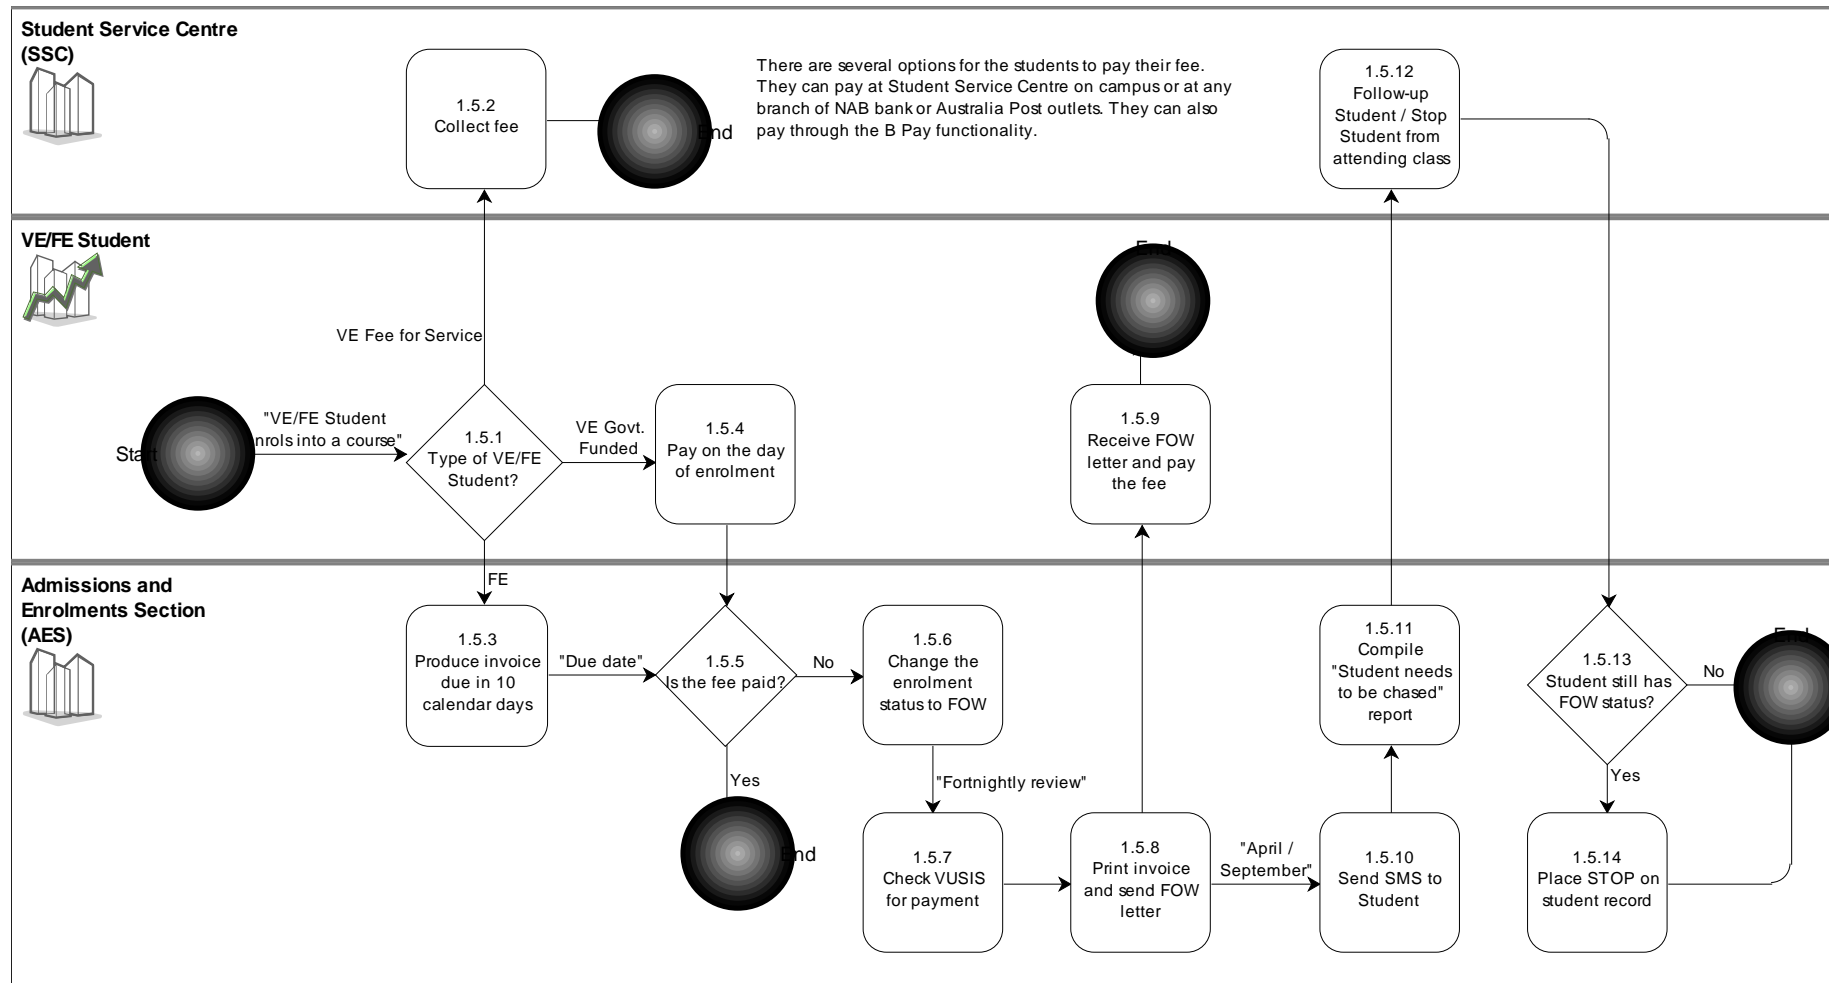 Student Service Centre
(SSC)
1.5.2
Collect fee
End
There are several options for the students to pay their fee.
They can pay at Student Service Centre on campus or at any
branch of NAB bank or Australia Post outlets. They can also
pay through the B Pay functionality.
1.5.12
Follow-up
Student / Stop
Student from
attending class
VE/FE Student
End
VE Fee for Service
Start
"VE/FE Student
nrols into a course"
1.5.1
Type of VE/FE
Student?
VE Govt.
Funded
1.5.4
Pay on the day
of enrolment
1.5.9
Receive FOW
letter and pay
the fee
FE
Admissions and
Enrolments Section
(AES)
1.5.3
Produce invoice
due in 10
calendar days
"Due date"
1.5.5
Is the fee paid?
No
Yes
End
1.5.6
Change the
enrolment
status to FOW
"Fortnightly review"
1.5.7
Check VUSIS
for payment
1.5.8
Print invoice
and send FOW
letter
"April /
September"
1.5.10
Send SMS to
Student
1.5.11
Compile
"Student needs
to be chased"
report
1.5.13
Student still has
FOW status?
No
End
Yes
1.5.14
Place STOP on
student record